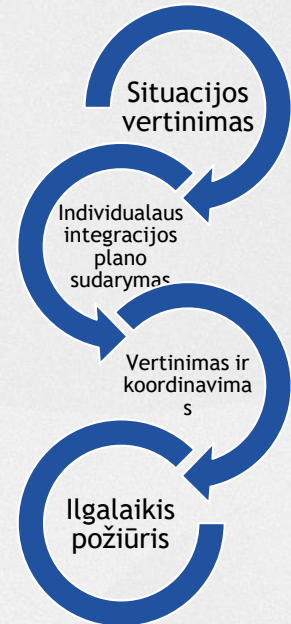 Situacijos
vertinimas
Individualaus
integracijos
plano
sudarymas
Vertinimas ir
koordinavima
s
Ilgalaikis
požiūris